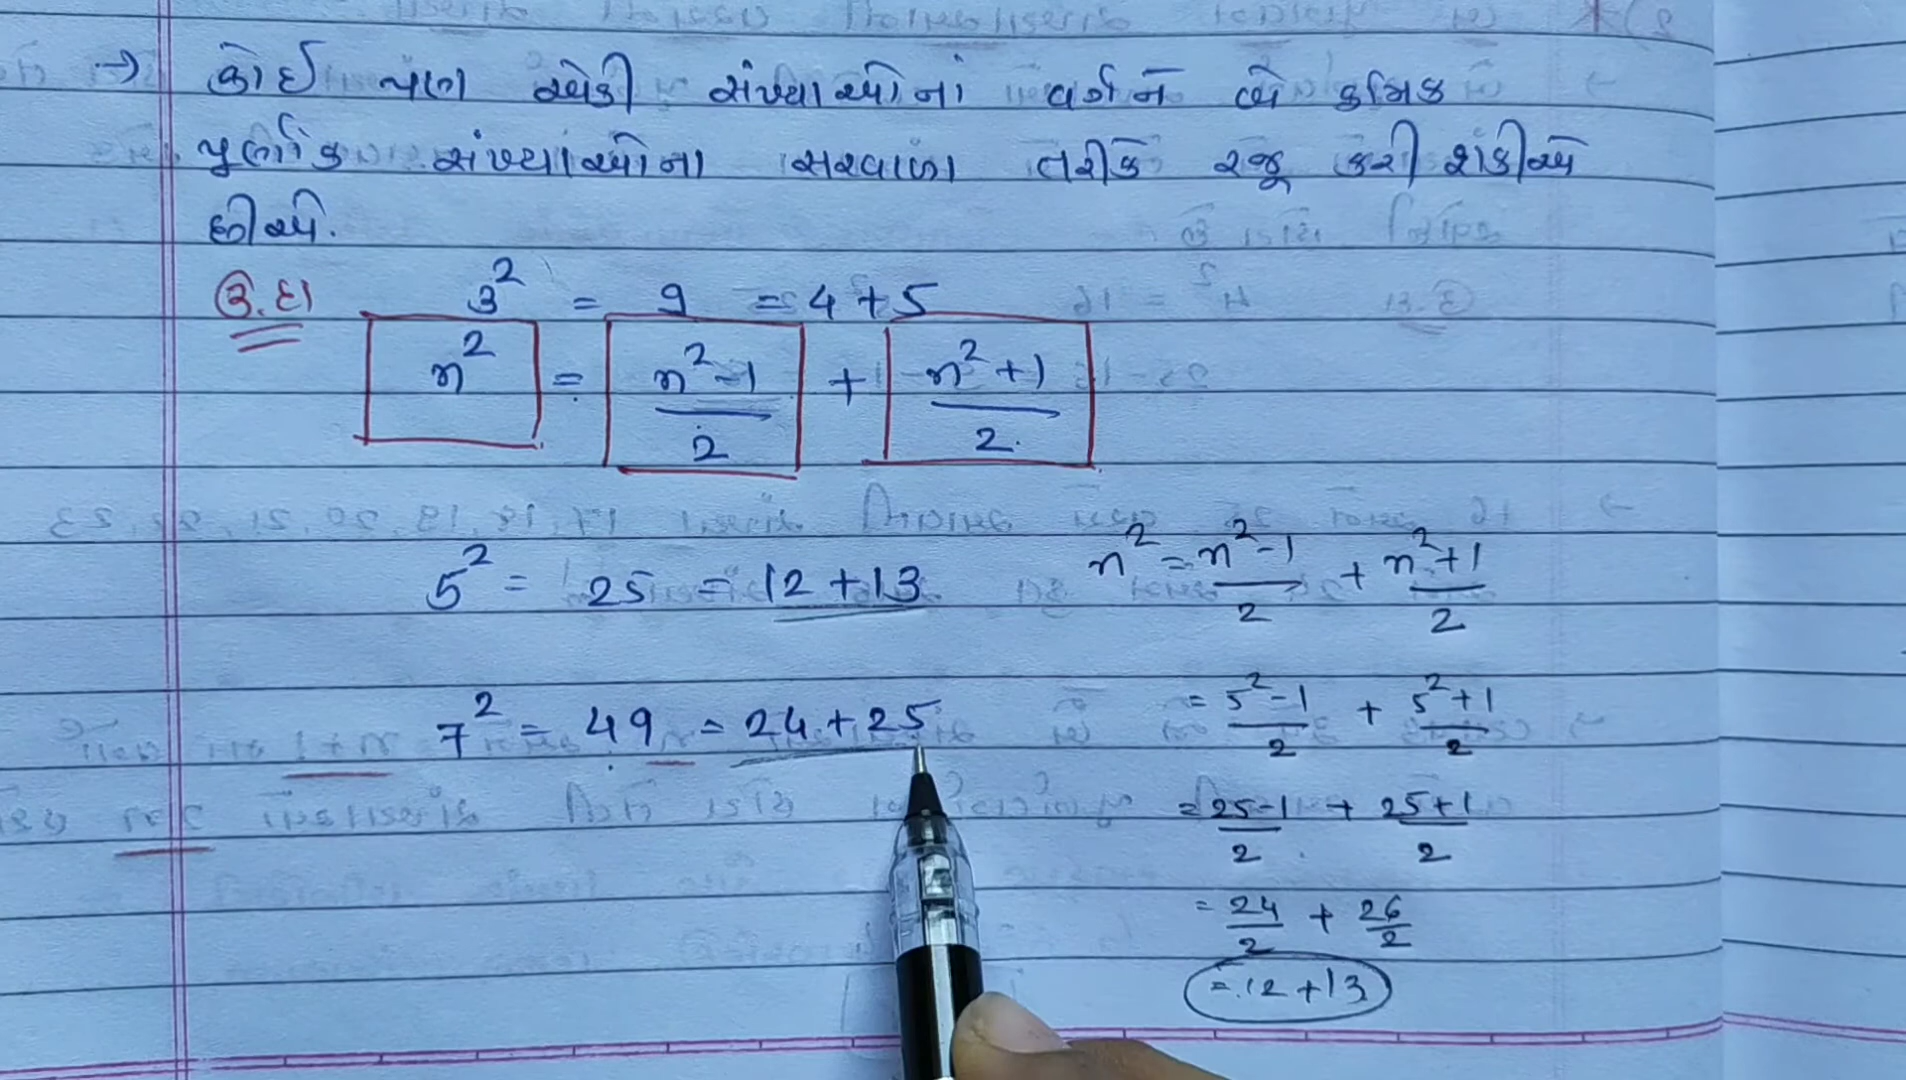 → કોઈ પણ એકી સંખ્યાઓનાં વર્ગને બે ક્રમિક
પૂર્ણાંક સંખ્યાઓના સરવાળા તરીકે રજૂ કરી શકીએ
છીએ.
ઉ.દા 3² = 9 = 4 + 5
n² = (n² - 1)/2 + (n² + 1)/2
5² = 25 = 12 + 13
7² = 49 = 24 + 25
n² = (n² - 1)/2 + (n² + 1)/2
= (5² - 1)/2 + (5² + 1)/2
= (25 - 1)/2 + (25 + 1)/2
= 24/2 + 26/2
= 12 + 13